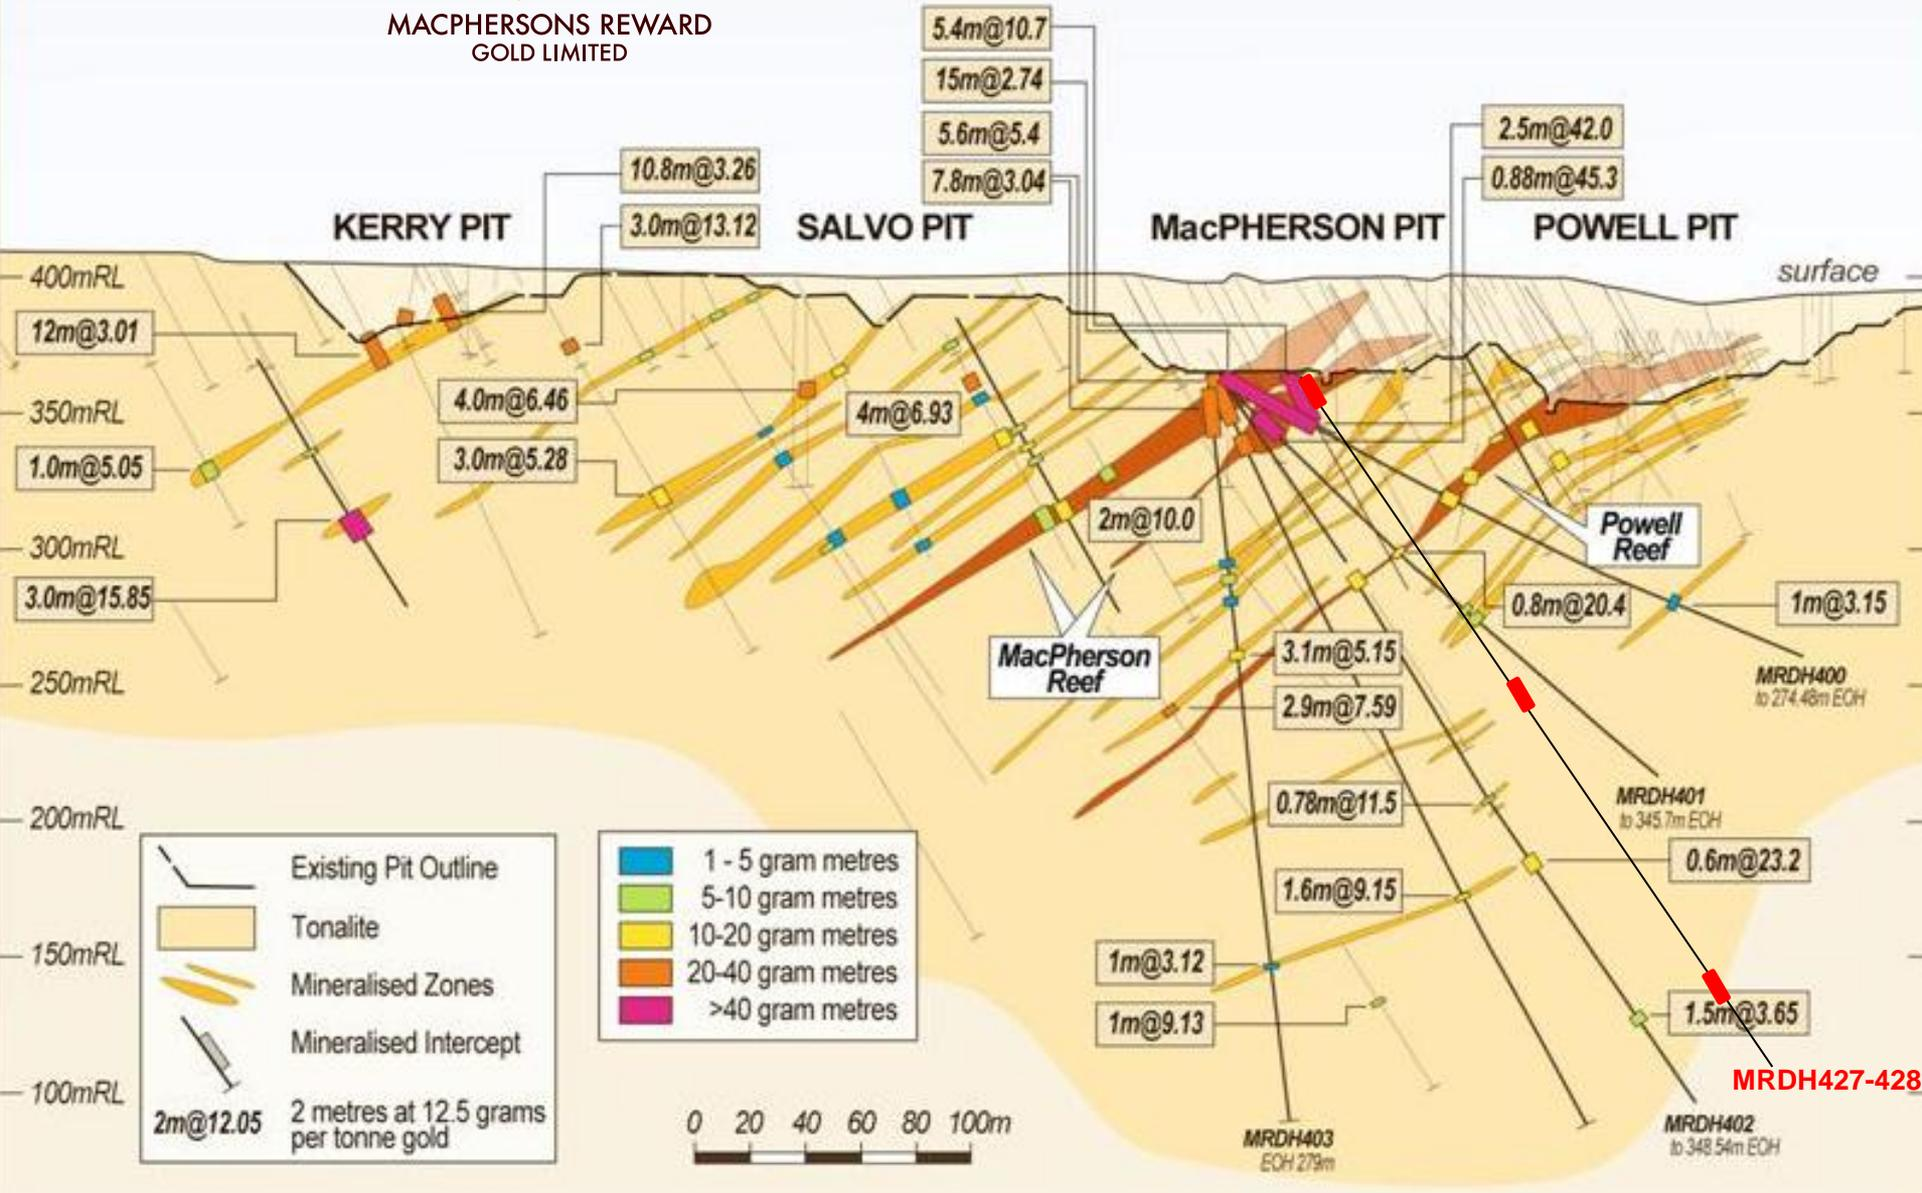 MACPHERSONS REWARD
GOLD LIMITED
5.4m@10.7
15m@2.74
5.6m@5.4
7.8m@3.04
2.5m@42.0
0.88m@45.3
10.8m@3.26
3.0m@13.12
KERRY PIT
SALVO PIT
MacPHERSON PIT
POWELL PIT
surface
400mRL
350mRL
300mRL
250mRL
200mRL
150mRL
100mRL
12m@3.01
1.0m@5.05
3.0m@15.85
4.0m@6.46
3.0m@5.28
4m@6.93
2m@10.0
MacPherson
Reef
Powell
Reef
0.8m@20.4
1m@3.15
3.1m@5.15
2.9m@7.59
0.78m@11.5
1.6m@9.15
1m@3.12
1m@9.13
0.6m@23.2
1.5m@3.65
MRDH400
to 274.48m EOH
MRDH401
to 345.7m EOH
MRDH427-428
MRDH402
to 348.54m EOH
MRDH403
EOH 279m
Existing Pit Outline
Tonalite
Mineralised Zones
Mineralised Intercept
2m@12.05
2 metres at 12.5 grams
per tonne gold
1 - 5 gram metres
5-10 gram metres
10-20 gram metres
20-40 gram metres
>40 gram metres
0 20 40 60 80 100m